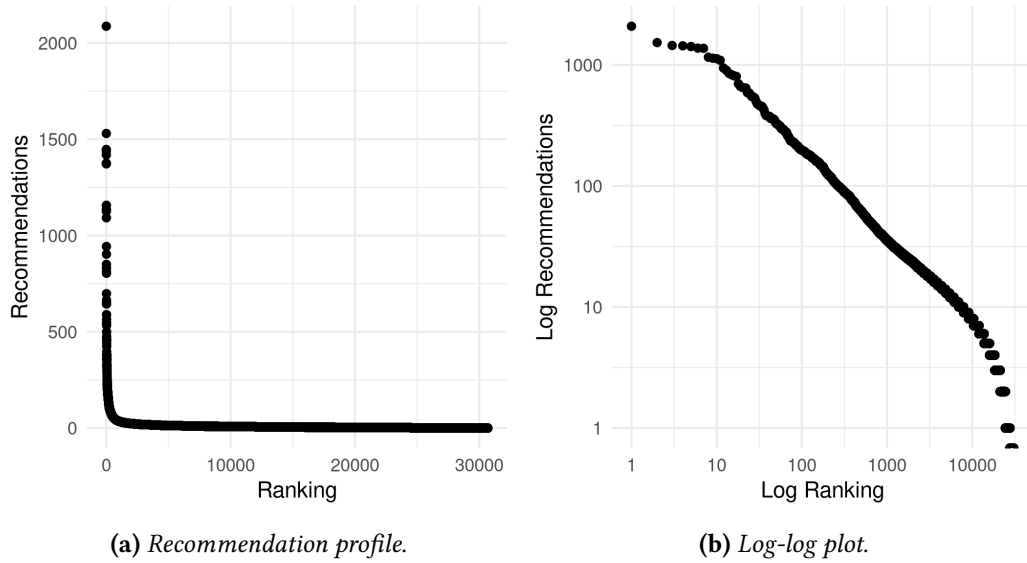 2000
1500
1000
500
0
Recommendations
0 10000 20000 30000
Ranking
(a) Recommendation profile.
1000
100
10
1
Log Recommendations
1 10 100 1000 10000
Log Ranking
(b) Log-log plot.